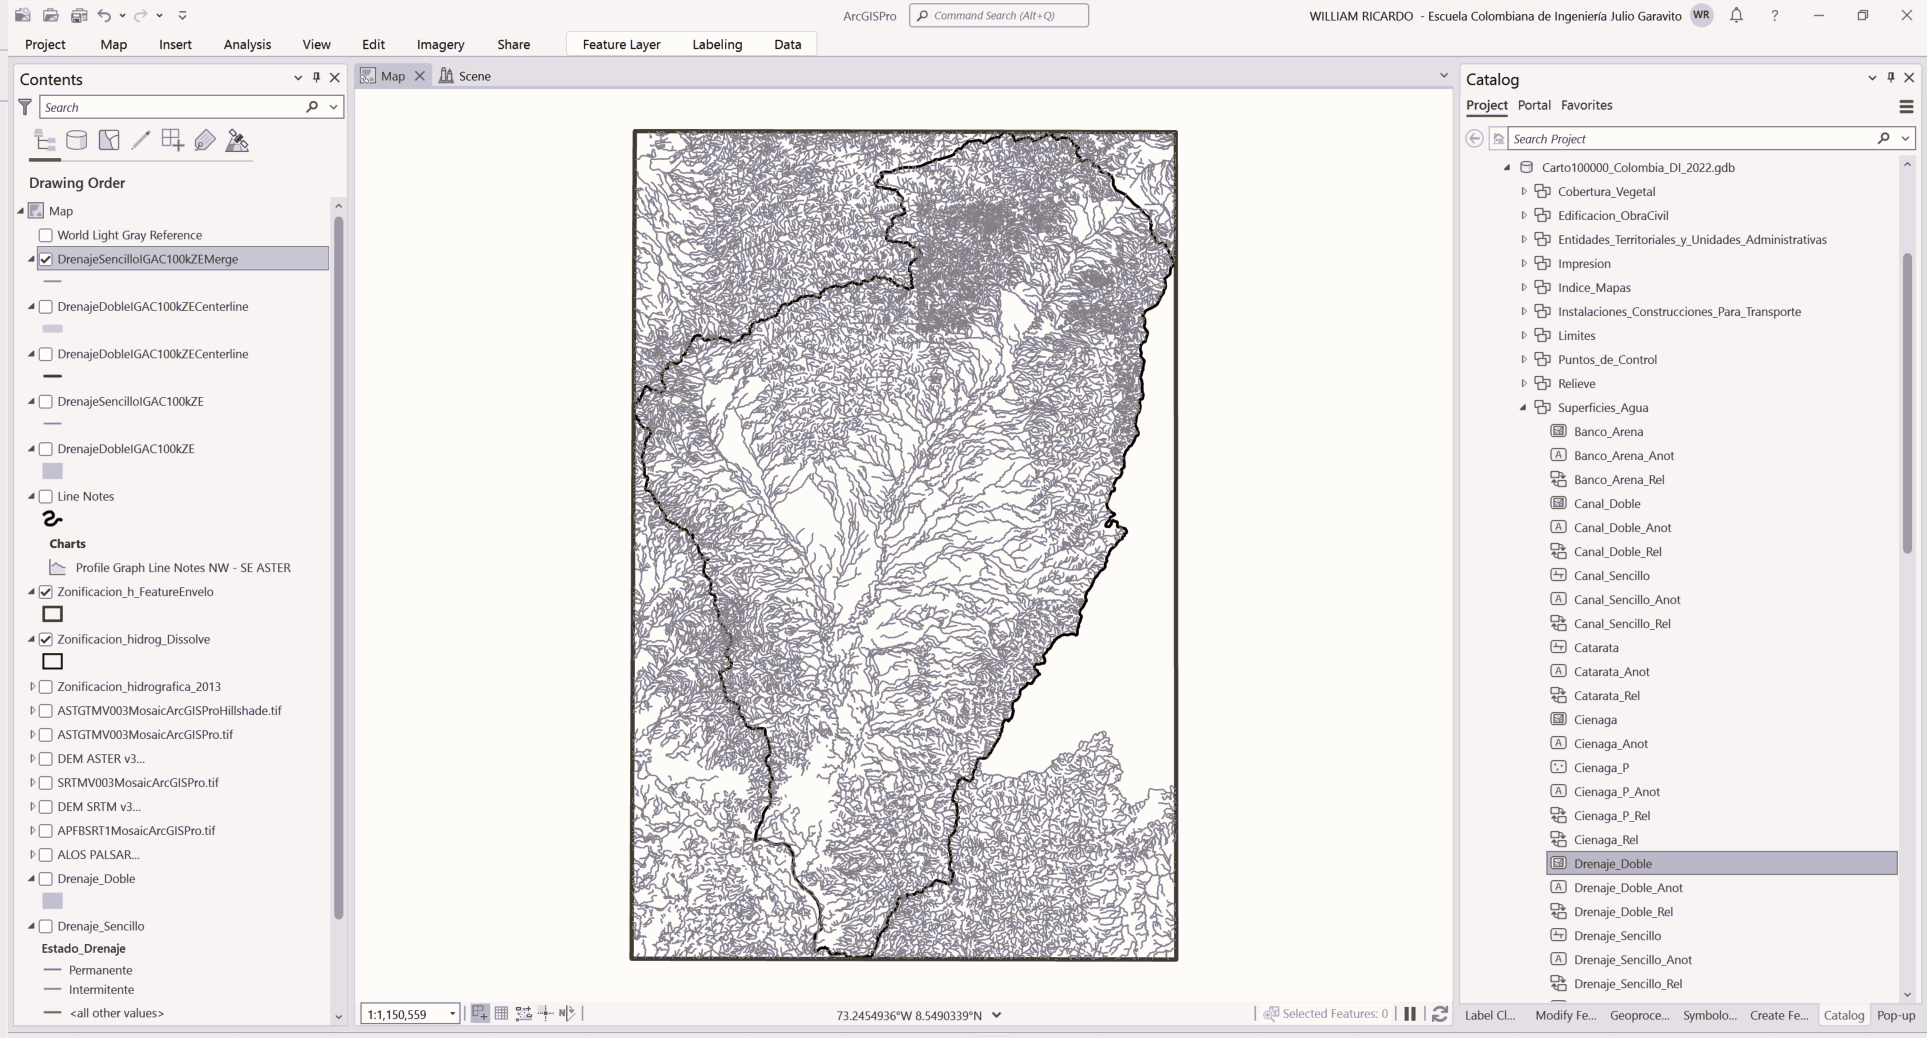 ArcGISPro
Command Search (Alt+Q)
WILLIAM RICARDO - Escuela Colombiana de Ingeniería Julio Garavito
WR
?
Project
Map
Insert
Analysis
View
Edit
Imagery
Share
Feature Layer
Labeling
Data
Contents
Search
Drawing Order
Map
World Light Gray Reference
DrenajeSencilloIGAC100kZEMerge
DrenajeDobleIGAC100kZECenterline
DrenajeDobleIGAC100kZECenterline
DrenajeSencilloIGAC100kZE
DrenajeDobleIGAC100kZE
Line Notes
Charts
Profile Graph Line Notes NW - SE ASTER
Zonificacion_h_FeatureEnvelo
Zonificacion_hidrog_Dissolve
Zonificacion_hidrografica_2013
ASTGTMV003MosaicArcGISProHillshade.tif
ASTGTMV003MosaicArcGISPro.tif
DEM ASTER v3...
SRTMV003MosaicArcGISPro.tif
DEM SRTM v3...
APFBSRT1MosaicArcGISPro.tif
ALOS PALSAR...
Drenaje_Doble
Drenaje_Sencillo
Estado_Drenaje
Permanente
Intermitente
<all other values>
Map
Scene
1:1,150,559
73.2454936°W 8.5490339°N
Selected Features: 0
Catalog
Project
Portal
Favorites
Search Project
Carto100000_Colombia_DI_2022.gdb
Cobertura_Vegetal
Edificacion_ObraCivil
Entidades_Territoriales_y_Unidades_Administrativas
Impresion
Indice_Mapas
Instalaciones_Construcciones_Para_Transporte
Limites
Puntos_de_Control
Relieve
Superficies_Agua
Banco_Arena
Banco_Arena_Anot
Banco_Arena_Rel
Canal_Doble
Canal_Doble_Anot
Canal_Doble_Rel
Canal_Sencillo
Canal_Sencillo_Anot
Canal_Sencillo_Rel
Catarata
Catarata_Anot
Catarata_Rel
Cienaga
Cienaga_Anot
Cienaga_P
Cienaga_P_Anot
Cienaga_P_Rel
Cienaga_Rel
Drenaje_Doble
Drenaje_Doble_Anot
Drenaje_Doble_Rel
Drenaje_Sencillo
Drenaje_Sencillo_Anot
Drenaje_Sencillo_Rel
Label Cl...
Modify Fe...
Geoproce...
Symbolo...
Create Fe...
Catalog
Pop-up